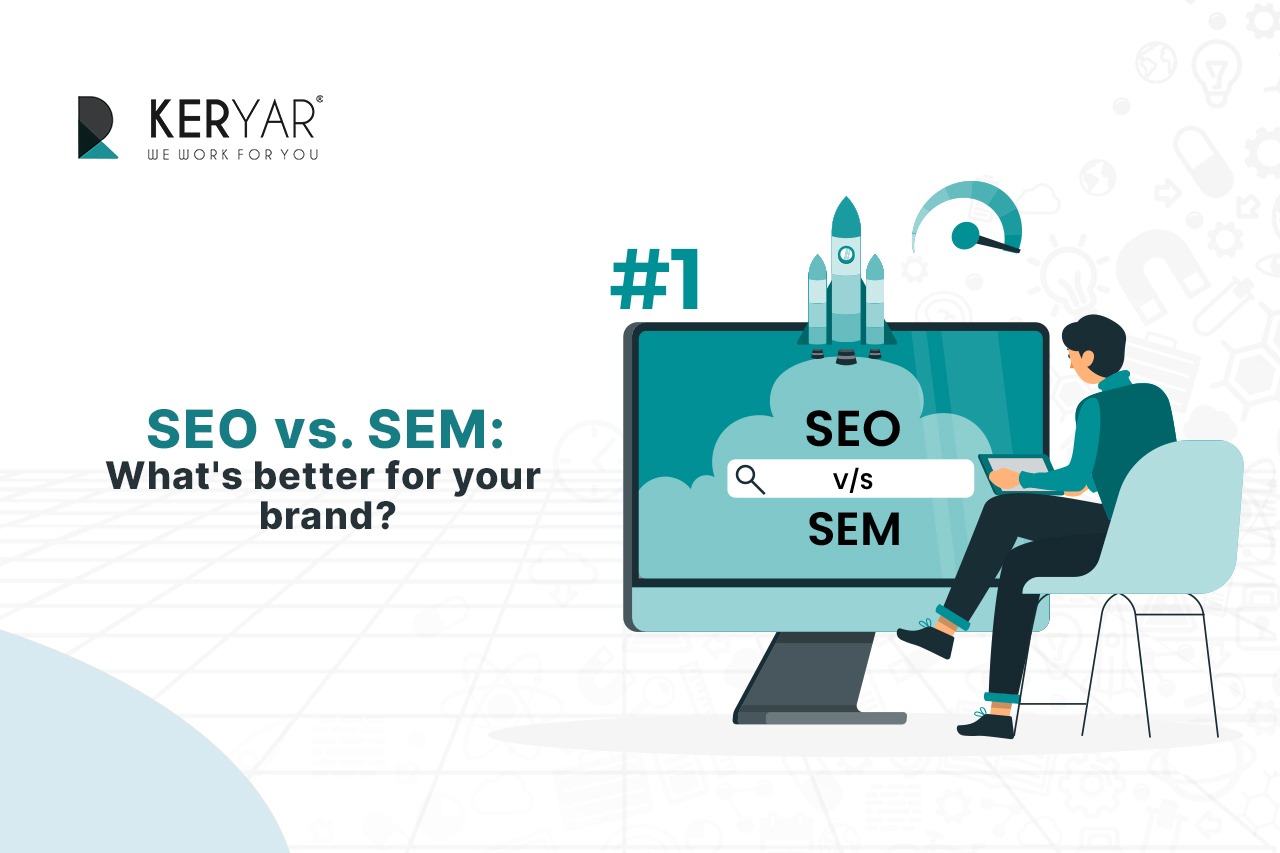 KERYAR®
WE WORK FOR YOU
#1
SEO vs. SEM:
What's better for your
brand?
SEO
v/s
SEM